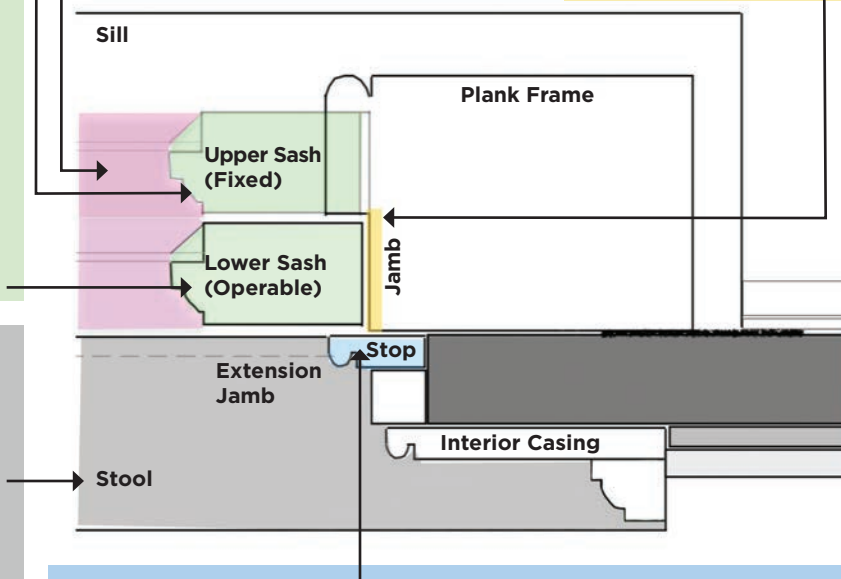 Sill
Plank Frame
Upper Sash
(Fixed)
Lower Sash
(Operable)
Jamb
Stop
Extension
Jamb
Interior Casing
Stool